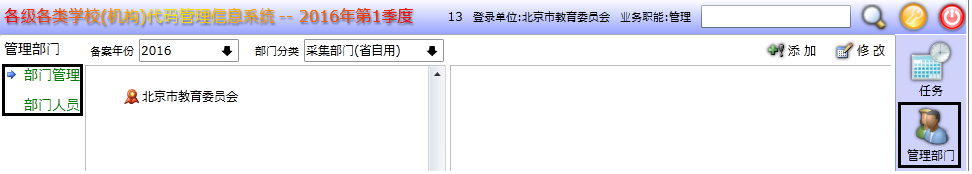 各级各类学校(机构)代码管理信息系统 -- 2016年第1季度 13 登录单位:北京市教育委员会 业务职能:管理
管理部门 备案年份 2016 部门分类 采集部门(省自用) 添 加 修 改
部门管理
部门人员
北京市教育委员会
任务
管理部门